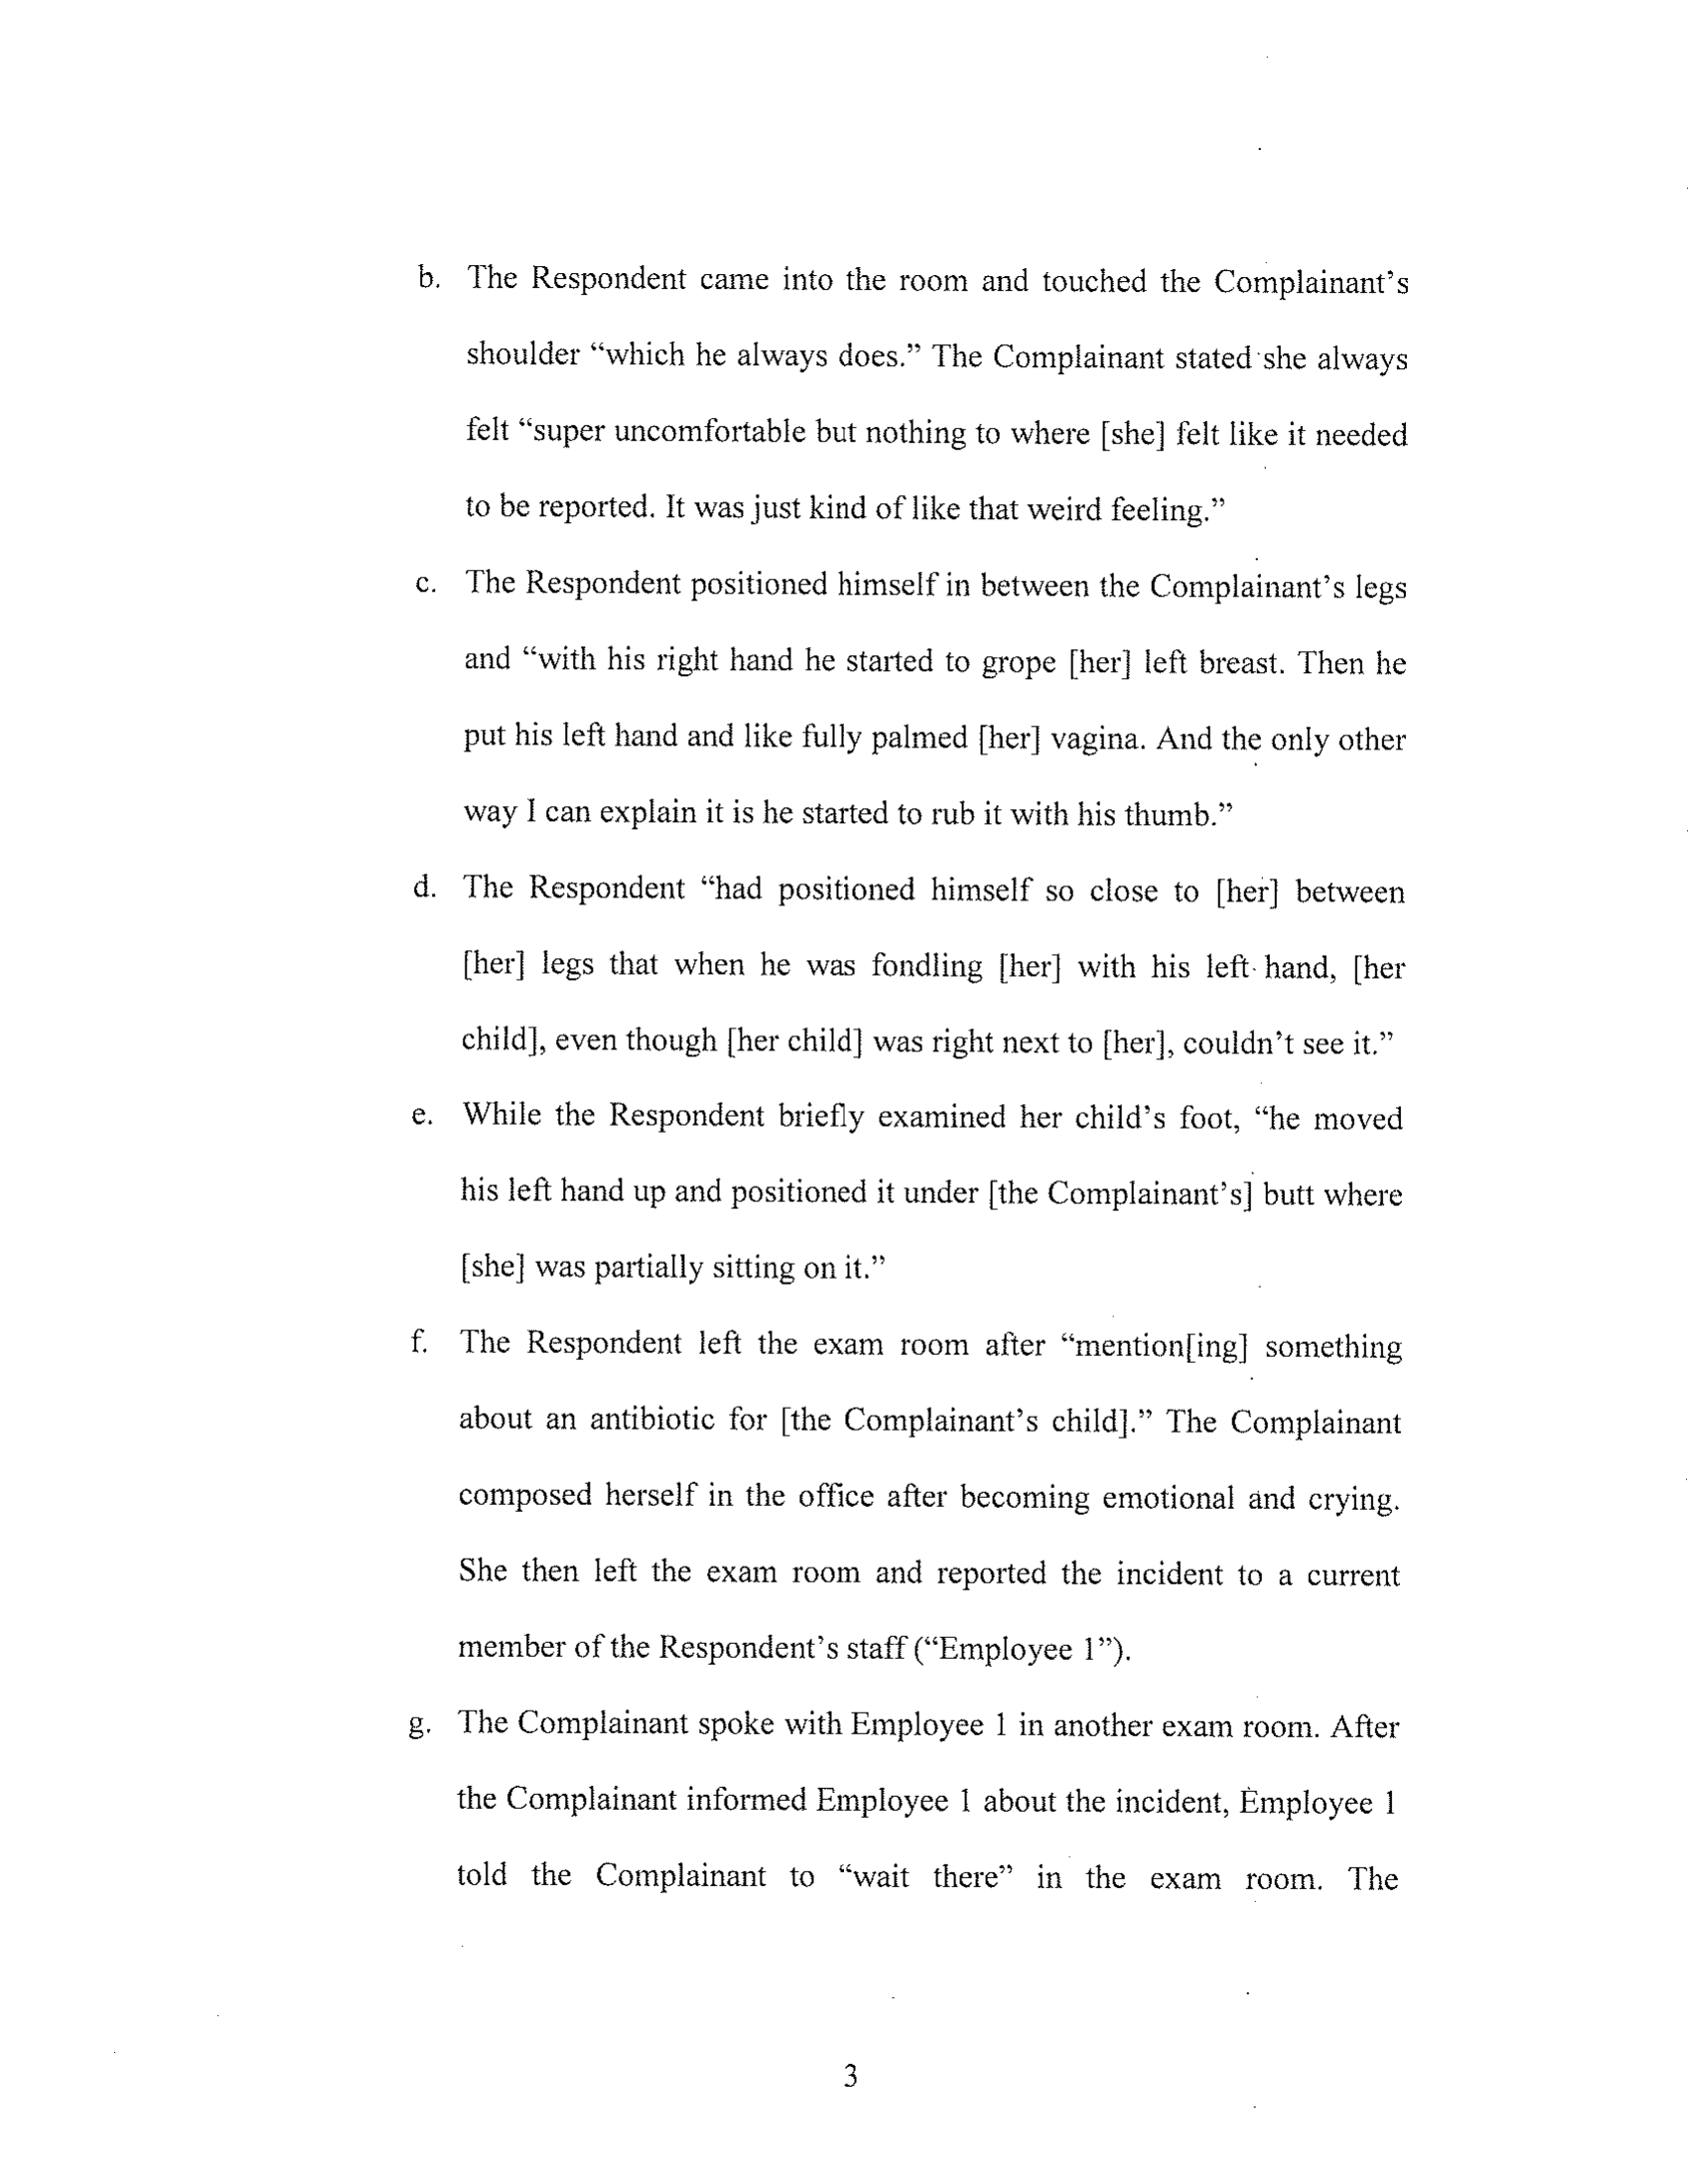 b. The Respondent came into the room and touched the Complainant's
shoulder “which he always does.” The Complainant stated she always
felt “super uncomfortable but nothing to where [she] felt like it needed
to be reported. It was just kind of like that weird feeling.”
c. The Respondent positioned himself in between the Complainant's legs
and “with his right hand he started to grope [her] left breast. Then he
put his left hand and like fully palmed [her] vagina. And the only other
way I can explain it is he started to rub it with his thumb.”
d. The Respondent “had positioned himself so close to [her] between
[her] legs that when he was fondling [her] with his left hand, [her
child], even though [her child] was right next to [her], couldn't see it.”
e. While the Respondent briefly examined her child's foot, “he moved
his left hand up and positioned it under [the Complainant's] butt where
[she] was partially sitting on it.”
f. The Respondent left the exam room after “mention[ing] something
about an antibiotic for [the Complainant's child].” The Complainant
composed herself in the office after becoming emotional and crying.
She then left the exam room and reported the incident to a current
member of the Respondent's staff (“Employee 1”).
g. The Complainant spoke with Employee 1 in another exam room. After
the Complainant informed Employee 1 about the incident, Employee 1
told the Complainant to “wait there” in the exam room. The
3